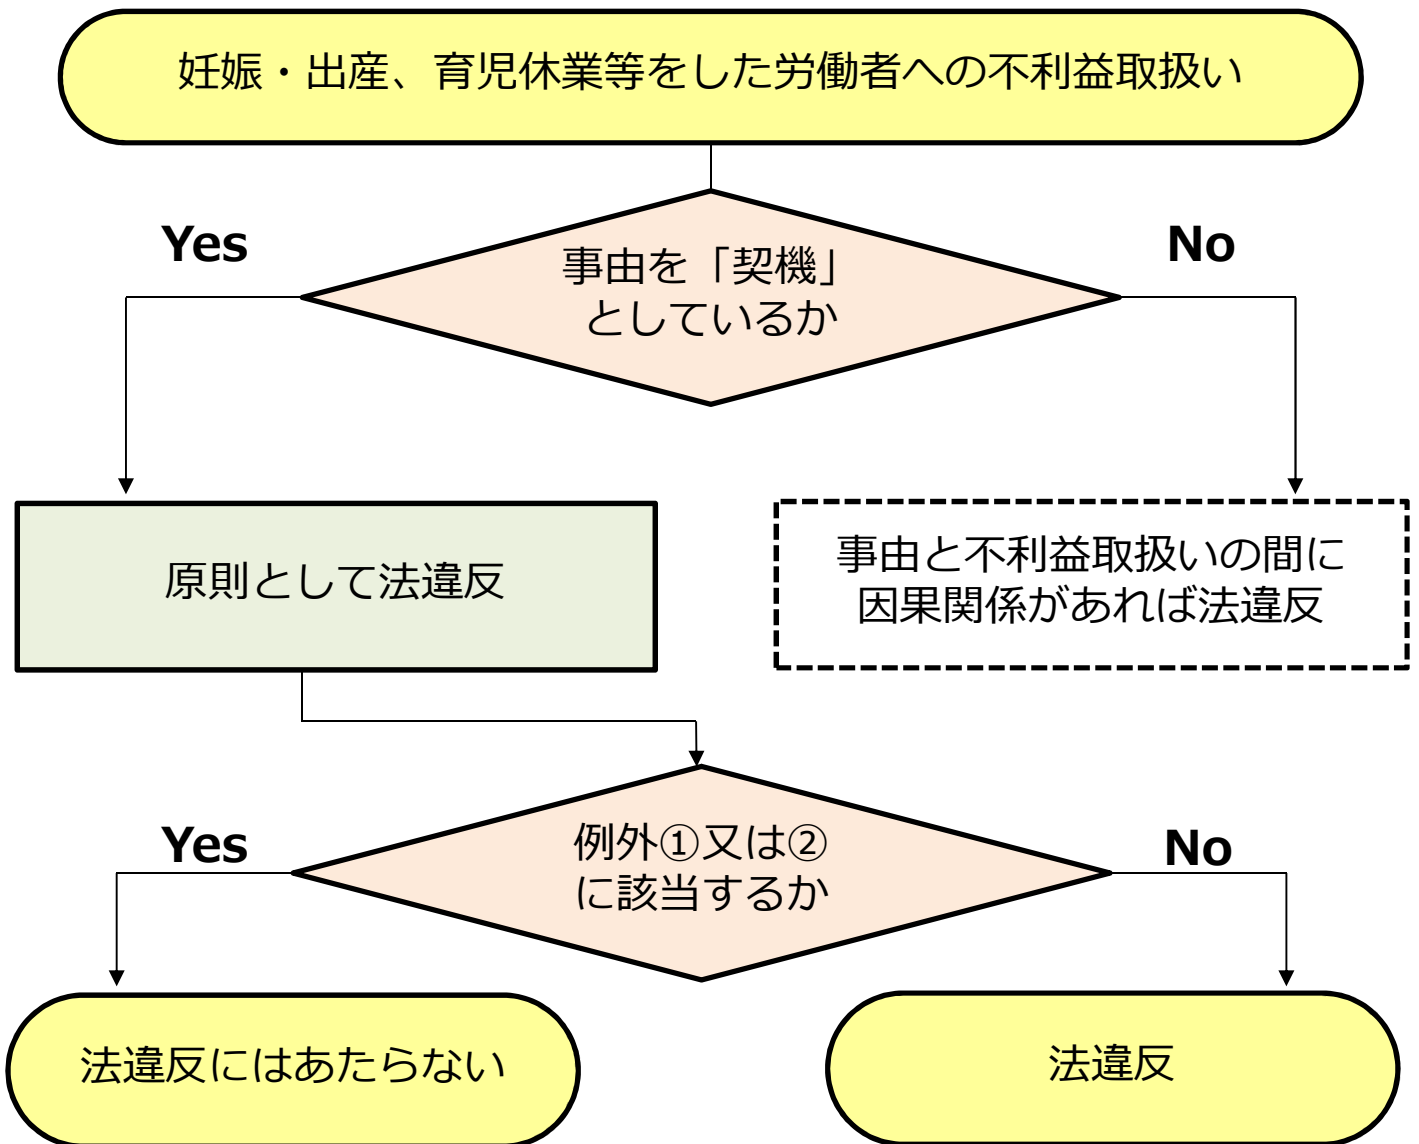 妊娠・出産、育児休業等をした労働者への不利益取扱い
Yes
No
事由を「契機」
としているか
原則として法違反
事由と不利益取扱いの間に
因果関係があれば法違反
Yes
No
例外①又は②
に該当するか
法違反にはあたらない
法違反